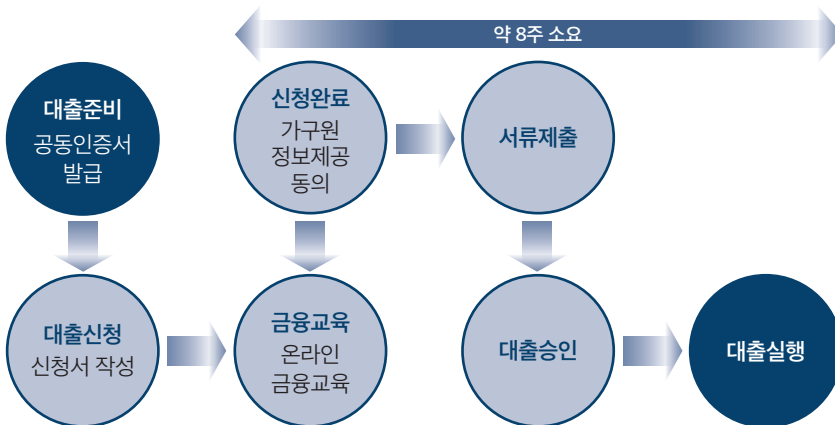 약 8주 소요
대출준비
공동인증서
발급
신청완료
가구원
정보제공
동의
서류제출
대출신청
신청서 작성
금융교육
온라인
금융교육
대출승인
대출실행